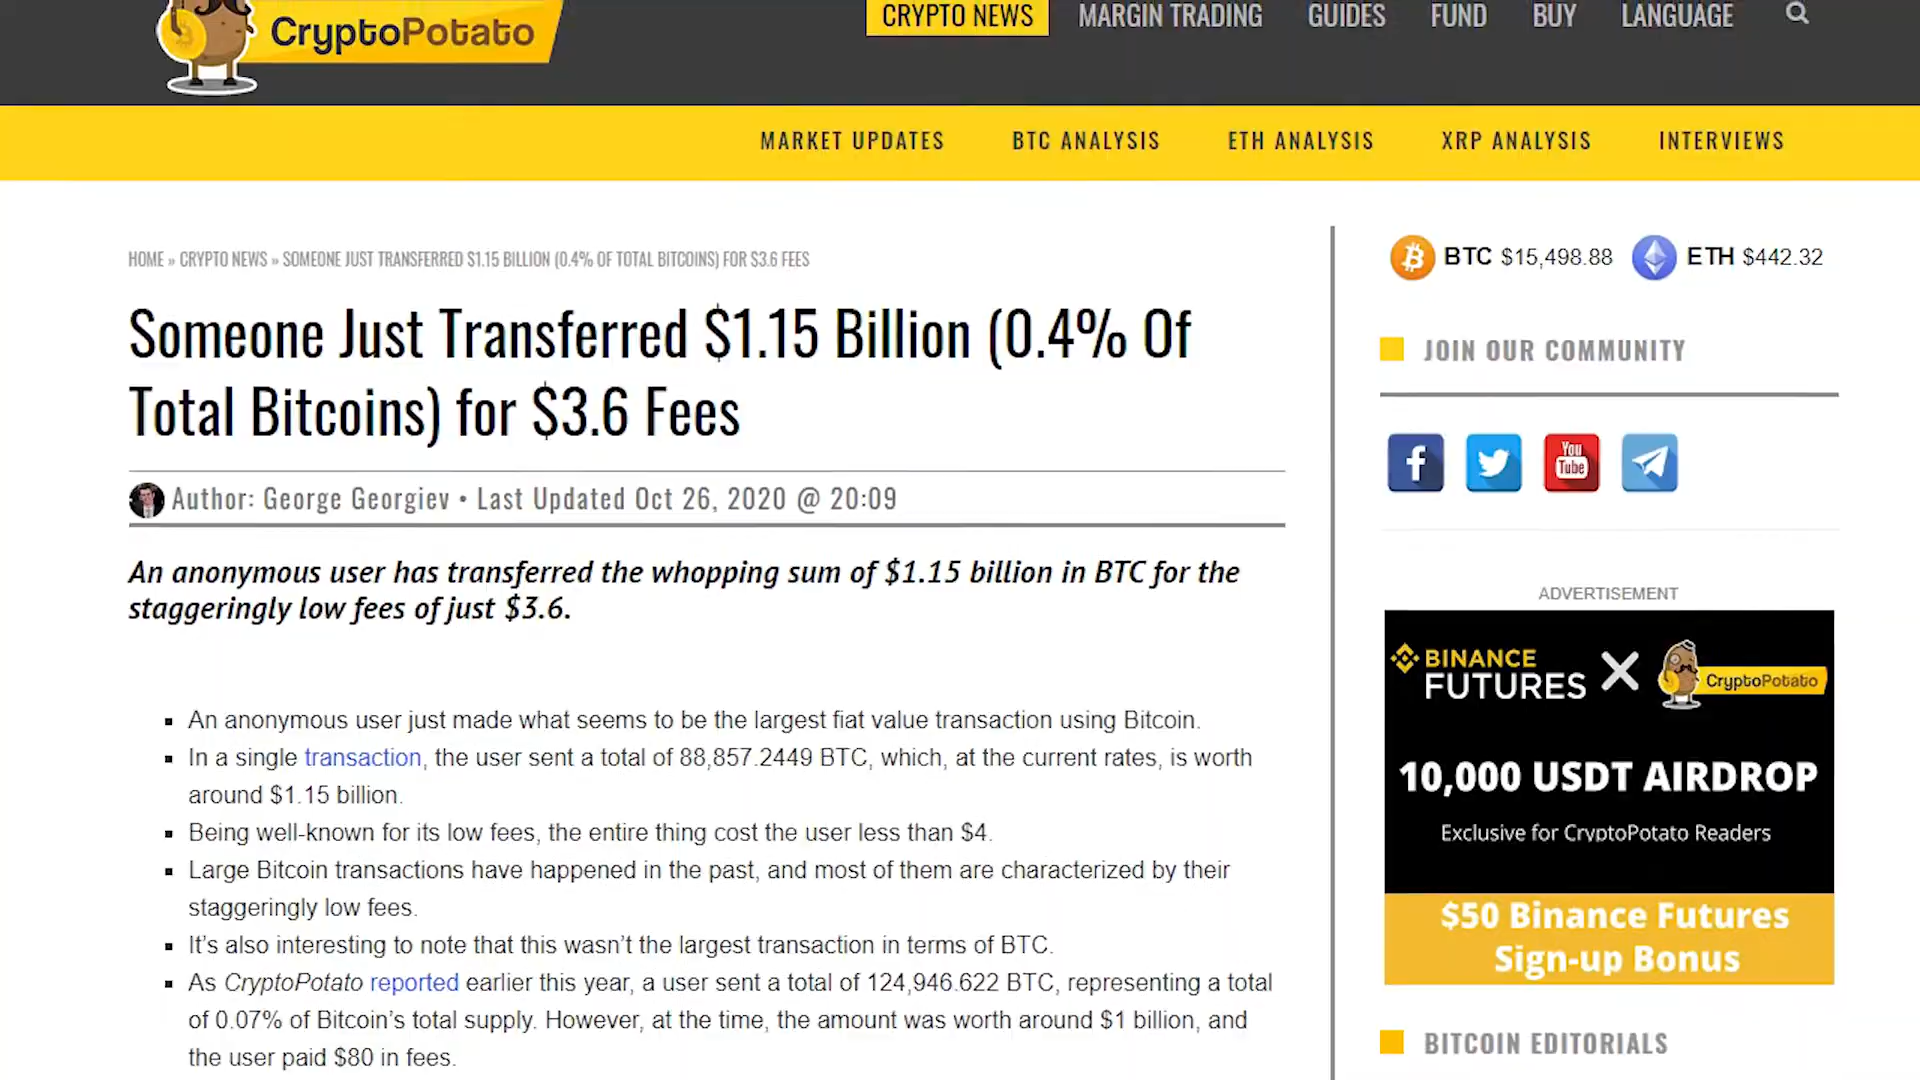 CryptoPotato
CRYPTO NEWS MARGIN TRADING GUIDES FUND BUY LANGUAGE
MARKET UPDATES BTC ANALYSIS ETH ANALYSIS XRP ANALYSIS INTERVIEWS
HOME » CRYPTO NEWS » SOMEONE JUST TRANSFERRED $1.15 BILLION (0.4% OF TOTAL BITCOINS) FOR $3.6 FEES
Someone Just Transferred $1.15 Billion (0.4% Of
Total Bitcoins) for $3.6 Fees
Author: George Georgiev • Last Updated Oct 26, 2020 @ 20:09
An anonymous user has transferred the whopping sum of $1.15 billion in BTC for the
staggeringly low fees of just $3.6.
▪ An anonymous user just made what seems to be the largest fiat value transaction using Bitcoin.
▪ In a single transaction, the user sent a total of 88,857.2449 BTC, which, at the current rates, is worth
around $1.15 billion.
▪ Being well-known for its low fees, the entire thing cost the user less than $4.
▪ Large Bitcoin transactions have happened in the past, and most of them are characterized by their
staggeringly low fees.
▪ It's also interesting to note that this wasn't the largest transaction in terms of BTC.
▪ As CryptoPotato reported earlier this year, a user sent a total of 124,946.622 BTC, representing a total
of 0.07% of Bitcoin's total supply. However, at the time, the amount was worth around $1 billion, and
the user paid $80 in fees.
BTC $15,498.88 ETH $442.32
JOIN OUR COMMUNITY
You
Tube
ADVERTISEMENT
BINANCE
FUTURES
CryptoPotato
10,000 USDT AIRDROP
Exclusive for CryptoPotato Readers
$50 Binance Futures
Sign-up Bonus
BITCOIN EDITORIALS